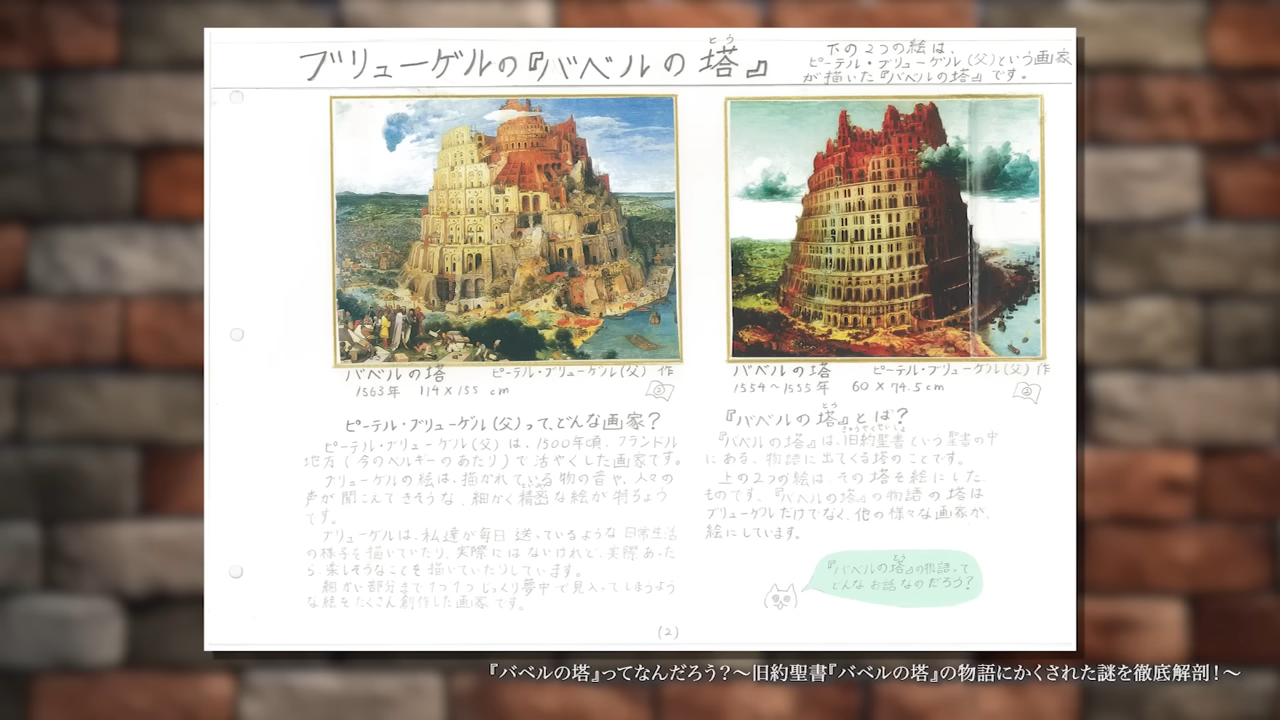 ブリューゲルの『バベルの塔』
とう
下の2つの絵は、
ピーテル・ブリューゲル(父)という画家
が描いた『バベルの塔』です。
バベルの塔 ピーテル・ブリューゲル(父) 作
1563年 114×155 cm
バベルの塔 ピーテル・ブリューゲル(父) 作
1554〜1555年 60×74.5cm
ピーテル・ブリューゲル(父)って、どんな画家?
ピーテル・ブリューゲル(父)は、1500年頃、フランドル
地方(今のベルギーのあたり)で活やくした画家です。
ブリューゲルの絵は、描かれている物の音や、人々の
声が聞こえてきそうな、細かく精密な絵が特ちょう
です。
ブリューゲルは、私達が毎日送っているような日常生活
の様子を描いていたり、実際にはないけれど、実際あった
ら、楽しそうなことを描いていたりしています。
細かい部分まで1つ1つじっくり夢中で見入ってしまうよう
な絵をたくさん創作した画家です。
とう
『バベルの塔』とは?
きゅうやくせいしょ
『バベルの塔』は、旧約聖書という聖書の中
にある、物語に出てくる塔のことです。
上の2つの絵は、その塔を絵にした
ものです。『バベルの塔』の物語の塔は
ブリューゲルだけでなく、他の様々な画家が、
絵にしています。
とう
『バベルの塔』の物語って
どんなお話なのだろう?
(2)
『バベルの塔』ってなんだろう?〜旧約聖書『バベルの塔』の物語にかくされた謎を徹底解剖!〜